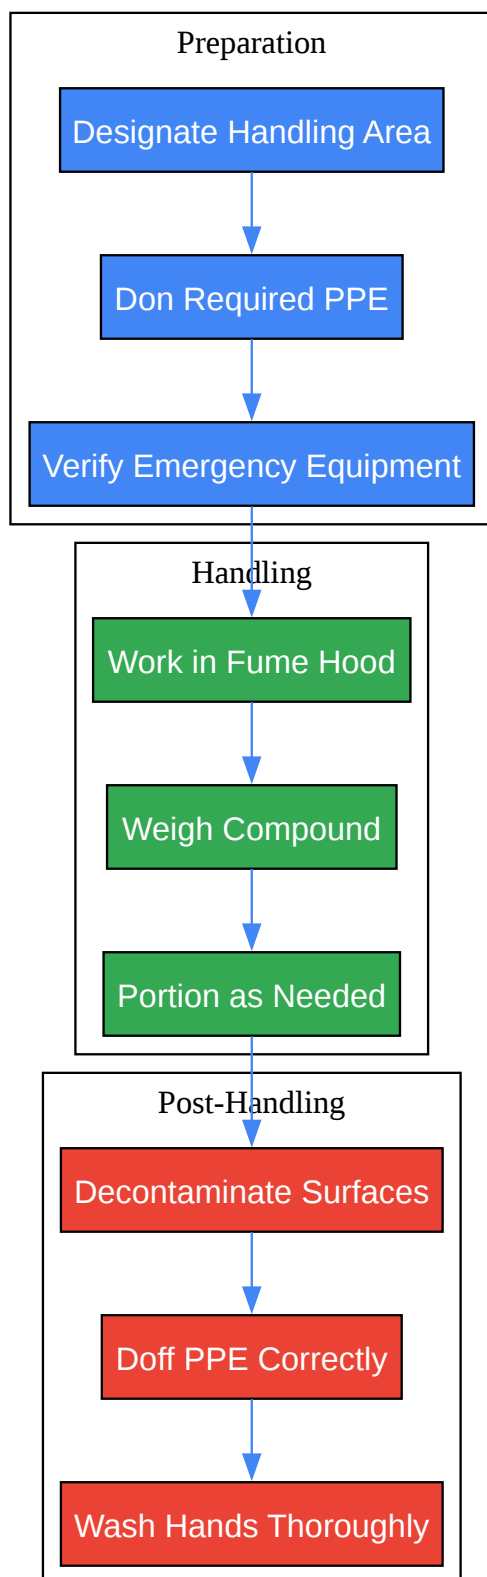 Preparation
Designate Handling Area
Don Required PPE
Verify Emergency Equipment
Handling
Work in Fume Hood
Weigh Compound
Portion as Needed
Post-Handling
Decontaminate Surfaces
Doff PPE Correctly
Wash Hands Thoroughly